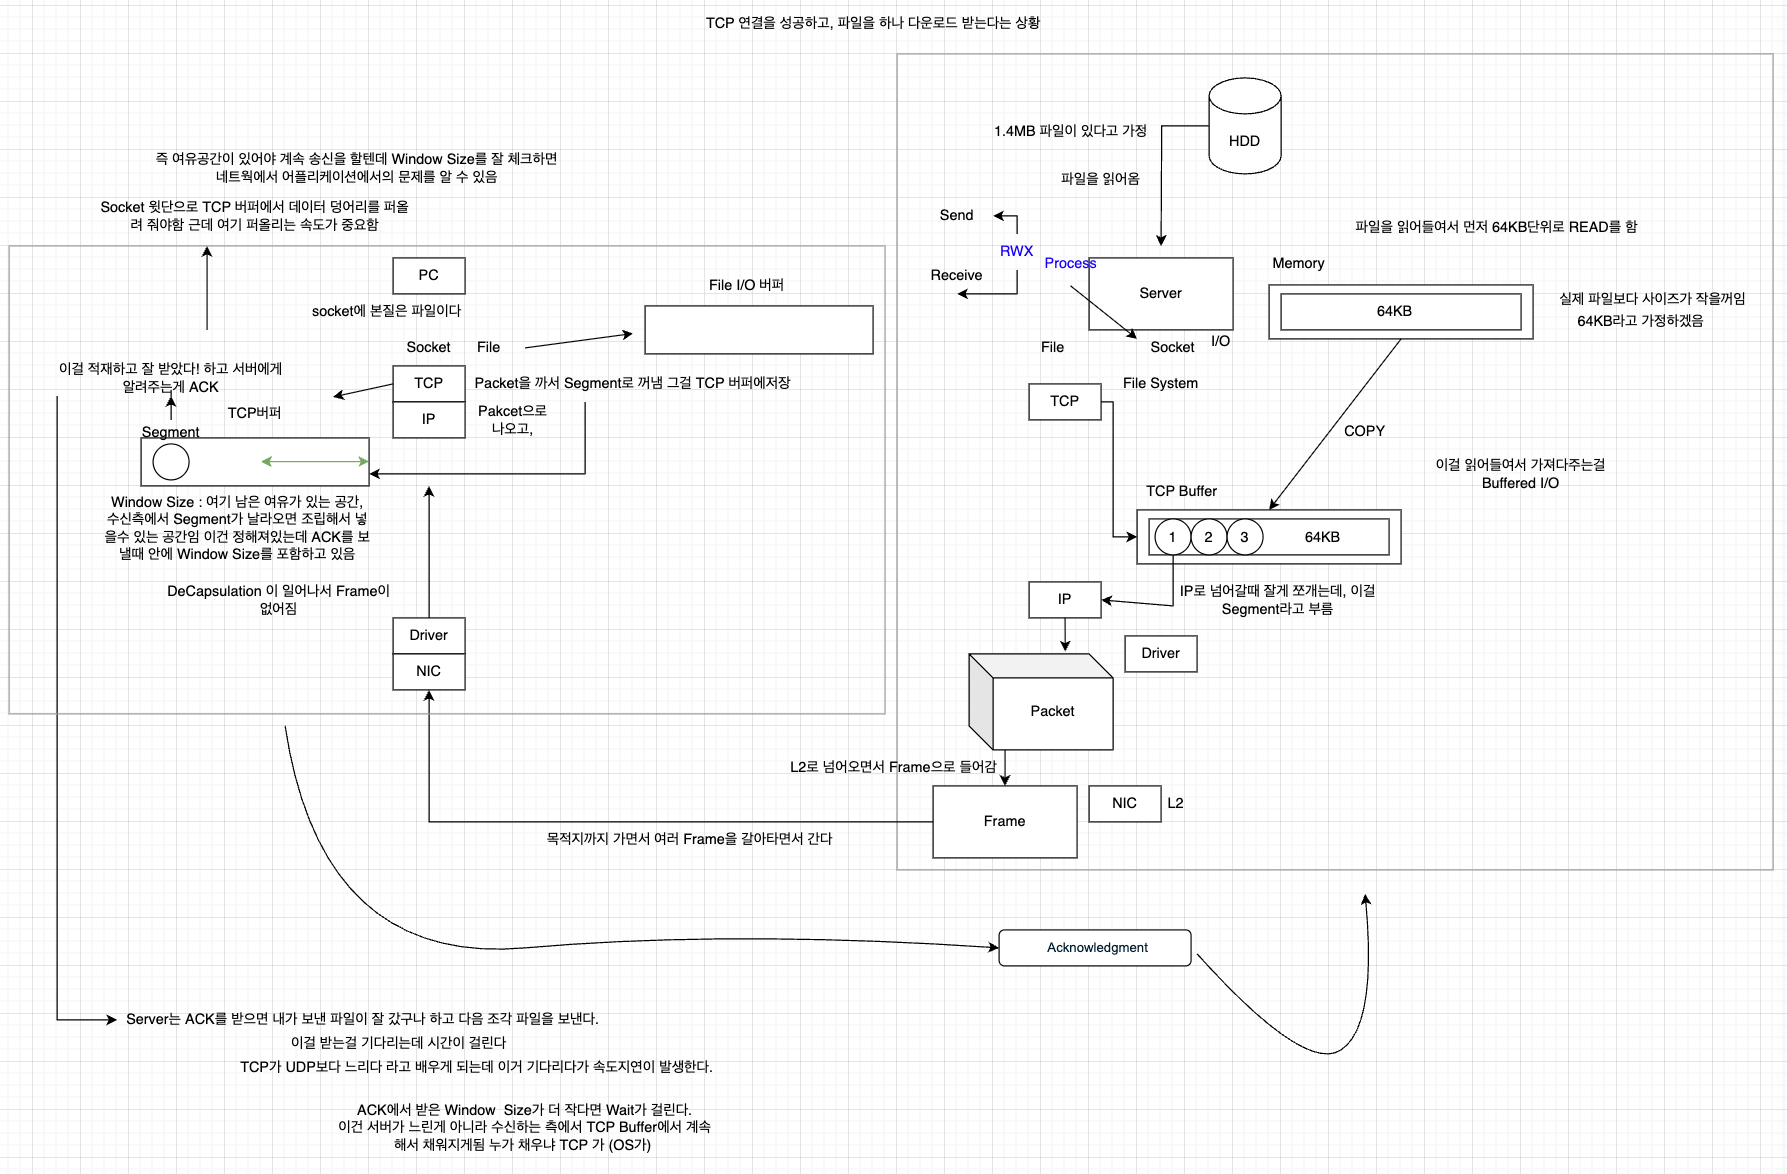 TCP 연결을 성공하고, 파일을 하나 다운로드 받는다는 상황
즉 여유공간이 있어야 계속 송신을 할텐데 Window Size를 잘 체크하면
네트웍에서 어플리케이션에서의 문제를 알 수 있음
Socket 윗단으로 TCP 버퍼에서 데이터 덩어리를 퍼올
려 줘야함 근데 여기 퍼올리는 속도가 중요함
PC
socket에 본질은 파일이다
File I/O 버퍼
Socket
File
이걸 적재하고 잘 받았다! 하고 서버에게
알려주는게 ACK
TCP
Packet을 까서 Segment로 꺼냄 그걸 TCP 버퍼에저장
IP
Pakcet으로
나오고,
TCP버퍼
Segment
Window Size : 여기 남은 여유가 있는 공간,
수신측에서 Segment가 날라오면 조립해서 넣
을수 있는 공간임 이건 정해져있는데 ACK를 보
낼때 안에 Window Size를 포함하고 있음
DeCapsulation 이 일어나서 Frame이
없어짐
Driver
NIC
HDD
1.4MB 파일이 있다고 가정
파일을 읽어옴
Send
RWX
Receive
Process
Server
I/O
파일을 읽어들여서 먼저 64KB단위로 READ를 함
Memory
64KB
실제 파일보다 사이즈가 작을꺼임
64KB라고 가정하겠음
File
Socket
File System
TCP
COPY
이걸 읽어들여서 가져다주는걸
Buffered I/O
TCP Buffer
1
2
3
64KB
IP
IP로 넘어갈때 잘게 쪼개는데, 이걸
Segment라고 부름
Driver
Packet
L2로 넘어오면서 Frame으로 들어감
Frame
NIC
L2
목적지까지 가면서 여러 Frame을 갈아타면서 간다
Acknowledgment
Server는 ACK를 받으면 내가 보낸 파일이 잘 갔구나 하고 다음 조각 파일을 보낸다.
이걸 받는걸 기다리는데 시간이 걸린다
TCP가 UDP보다 느리다 라고 배우게 되는데 이거 기다리다가 속도지연이 발생한다.
ACK에서 받은 Window Size가 더 작다면 Wait가 걸린다.
이건 서버가 느린게 아니라 수신하는 측에서 TCP Buffer에서 계속
해서 채워지게됨 누가 채우냐 TCP 가 (OS가)